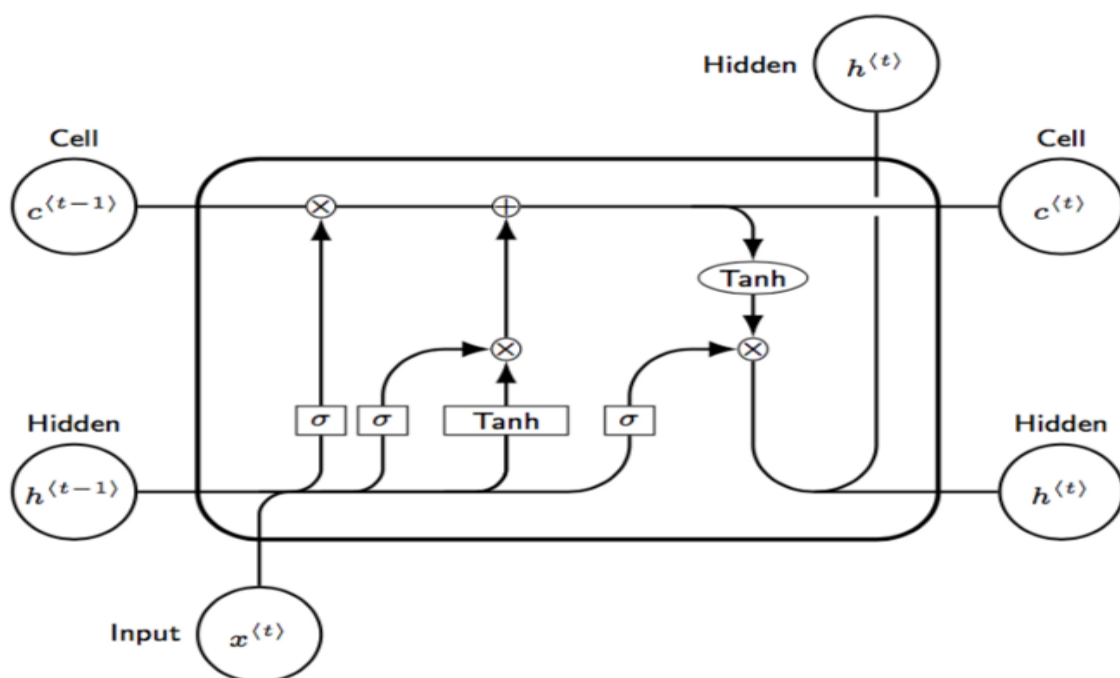 Hidden
h⟨t⟩
Cell
Cell
c⟨t−1⟩
× +
c⟨t⟩
Tanh
× ×
σ σ Tanh σ
Hidden
Hidden
h⟨t−1⟩
h⟨t⟩
Input
x⟨t⟩